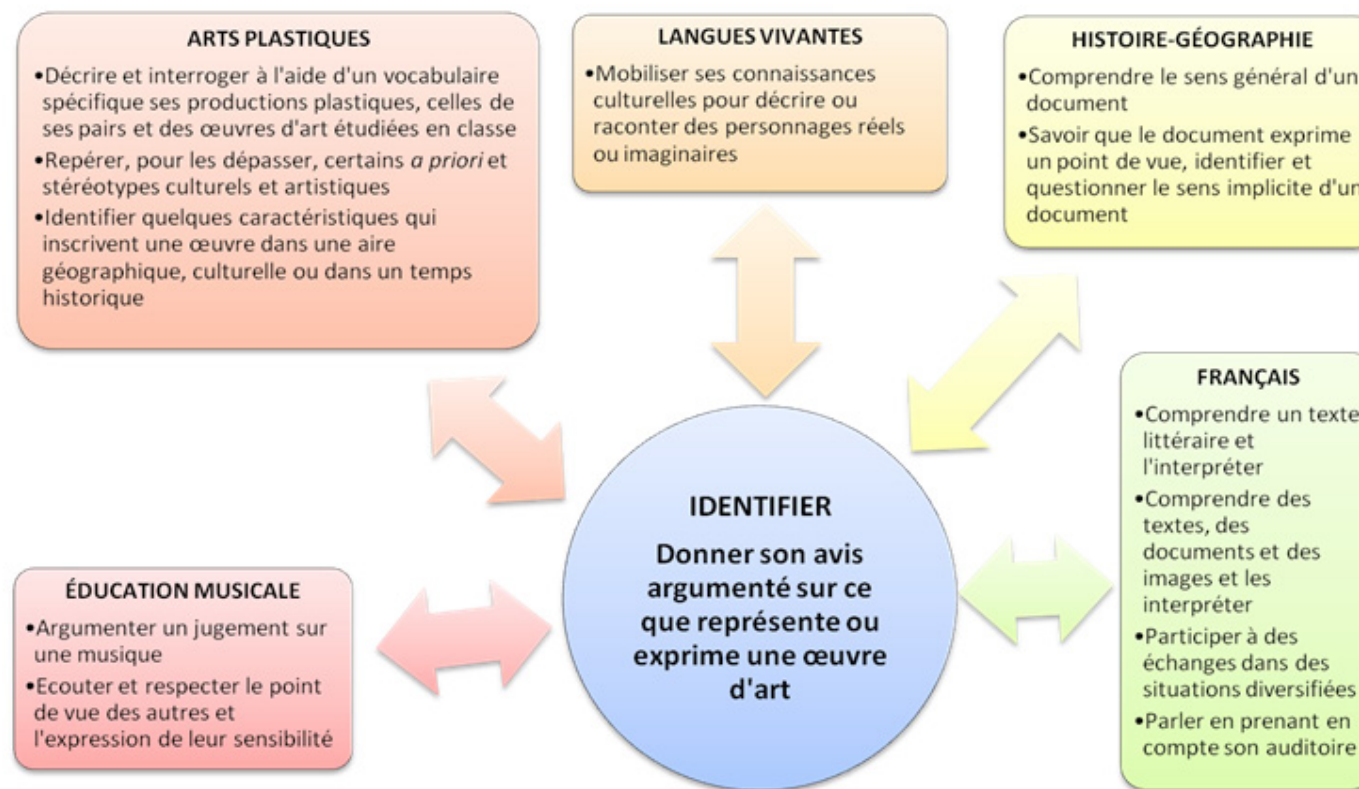 ARTS PLASTIQUES
•Décrire et interroger à l'aide d'un vocabulaire
spécifique ses productions plastiques, celles de
ses pairs et des œuvres d'art étudiées en classe
•Repérer, pour les dépasser, certains a priori et
stéréotypes culturels et artistiques
•Identifier quelques caractéristiques qui
inscrivent une œuvre dans une aire
géographique, culturelle ou dans un temps
historique
LANGUES VIVANTES
•Mobiliser ses connaissances
culturelles pour décrire ou
raconter des personnages réels
ou imaginaires
HISTOIRE-GÉOGRAPHIE
•Comprendre le sens général d'un
document
•Savoir que le document exprime
un point de vue, identifier et
questionner le sens implicite d'un
document
FRANÇAIS
•Comprendre un texte
littéraire et
l'interpréter
•Comprendre des
textes, des
documents et des
images et les
interpréter
•Participer à des
échanges dans des
situations diversifiées
•Parler en prenant en
compte son auditoire
IDENTIFIER
Donner son avis
argumenté sur ce
que représente ou
exprime une œuvre
d'art
ÉDUCATION MUSICALE
•Argumenter un jugement sur
une musique
•Ecouter et respecter le point
de vue des autres et
l'expression de leur sensibilité